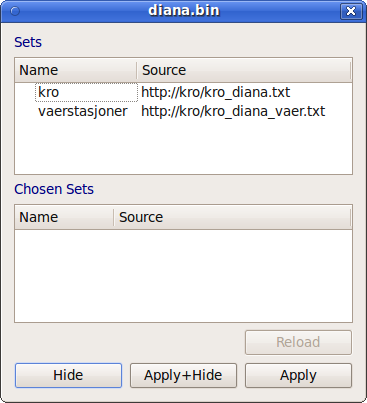 diana.bin
Sets
Name Source
kro http://kro/kro_diana.txt
vaerstasjoner http://kro/kro_diana_vaer.txt
Chosen Sets
Name Source
Reload
Hide Apply+Hide Apply